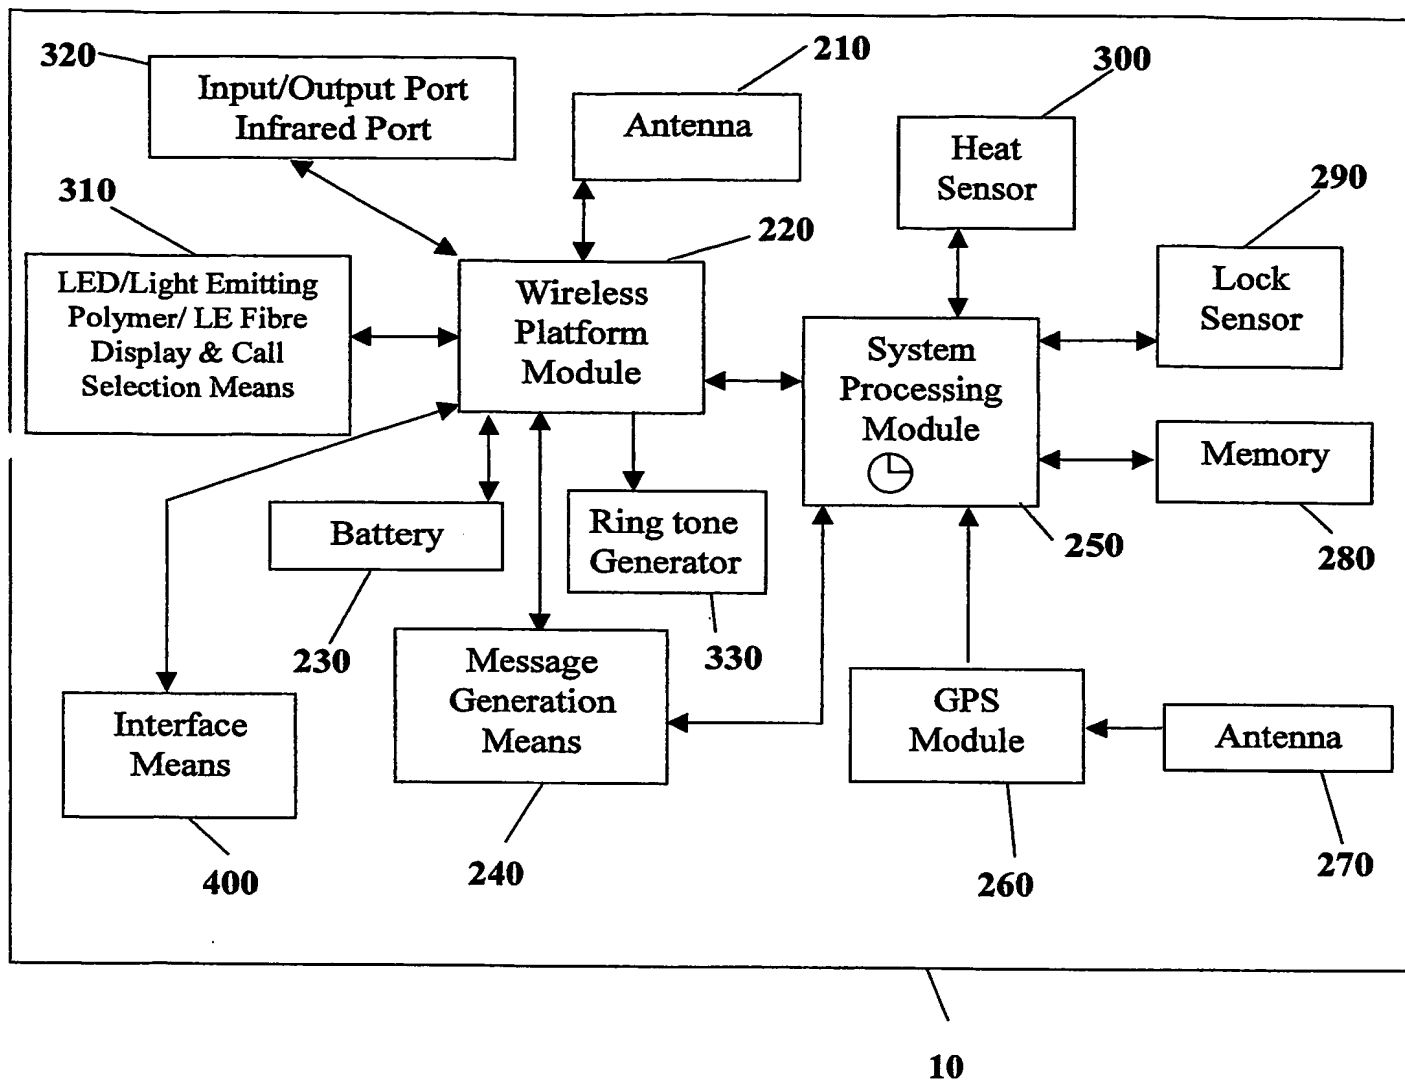 320
Input/Output Port
Infrared Port
210
Antenna
300
Heat
Sensor
310
LED/Light Emitting
Polymer/ LE Fibre
Display & Call
Selection Means
220
Wireless
Platform
Module
290
Lock
Sensor
System
Processing
Module
250
Memory
280
Battery
230
Ring tone
Generator
330
Interface
Means
400
Message
Generation
Means
240
GPS
Module
260
Antenna
270
10